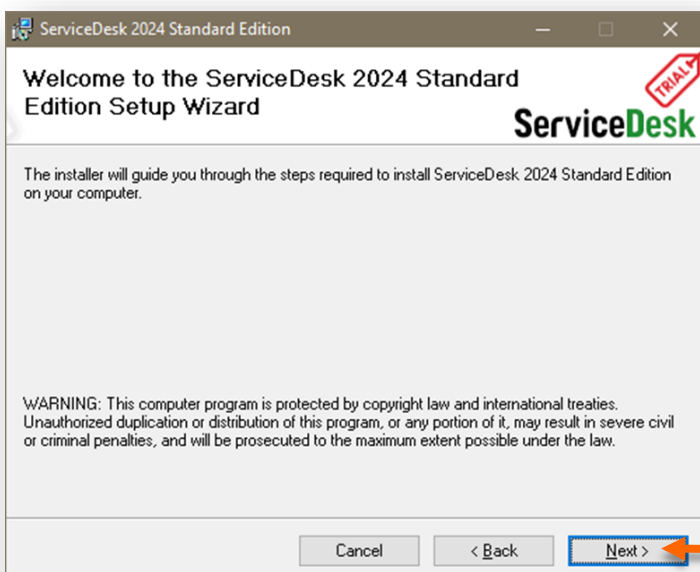 ServiceDesk 2024 Standard Edition
Welcome to the ServiceDesk 2024 Standard
Edition Setup Wizard
TRIAL
ServiceDesk
The installer will guide you through the steps required to install ServiceDesk 2024 Standard Edition
on your computer.
WARNING: This computer program is protected by copyright law and international treaties.
Unauthorized duplication or distribution of this program, or any portion of it, may result in severe civil
or criminal penalties, and will be prosecuted to the maximum extent possible under the law.
Cancel
< Back
Next >